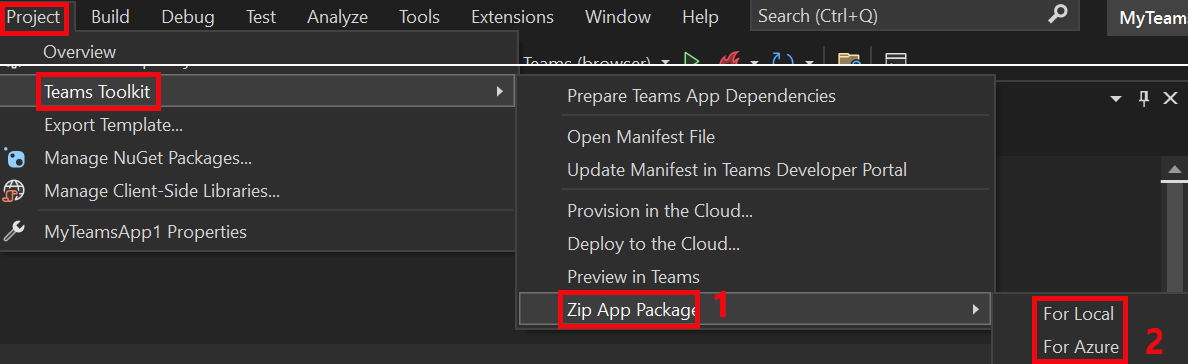 Project Build Debug Test Analyze Tools Extensions Window Help Search (Ctrl+Q) MyTeams
Overview
Teams (browser)
Teams Toolkit
Prepare Teams App Dependencies
Export Template...
Open Manifest File
Manage NuGet Packages...
Update Manifest in Teams Developer Portal
Manage Client-Side Libraries...
Provision in the Cloud...
MyTeamsApp1 Properties
Deploy to the Cloud...
Preview in Teams
Zip App Package 1
For Local
For Azure 2